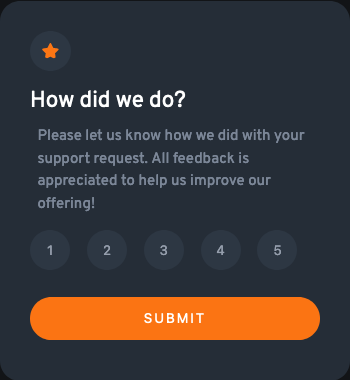 How did we do?
Please let us know how we did with your
support request. All feedback is
appreciated to help us improve our
offering!
1 2 3 4 5
SUBMIT